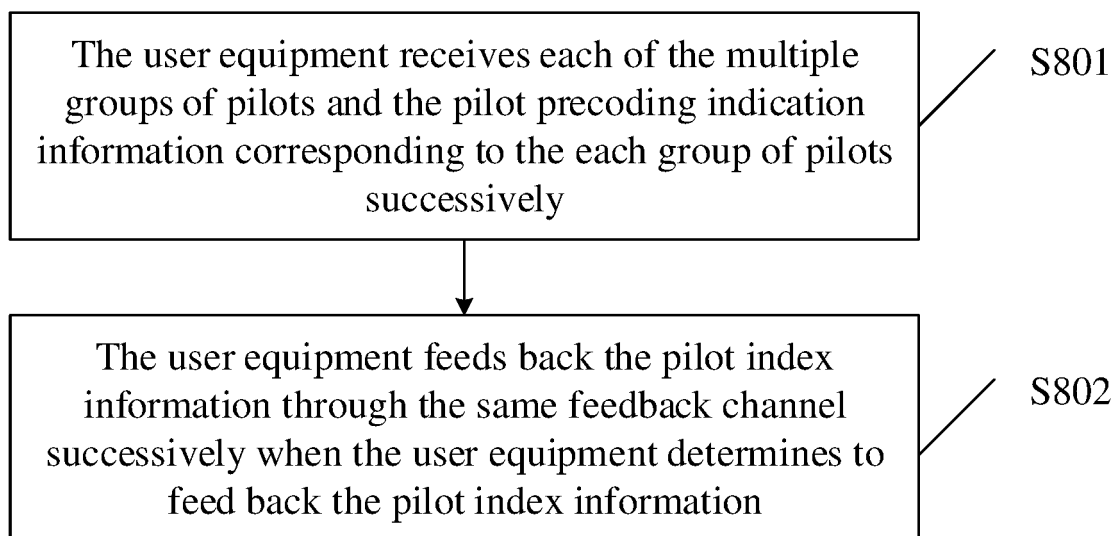 The user equipment receives each of the multiple
groups of pilots and the pilot precoding indication
information corresponding to the each group of pilots
successively
S801
The user equipment feeds back the pilot index
information through the same feedback channel
successively when the user equipment determines to
feed back the pilot index information
S802